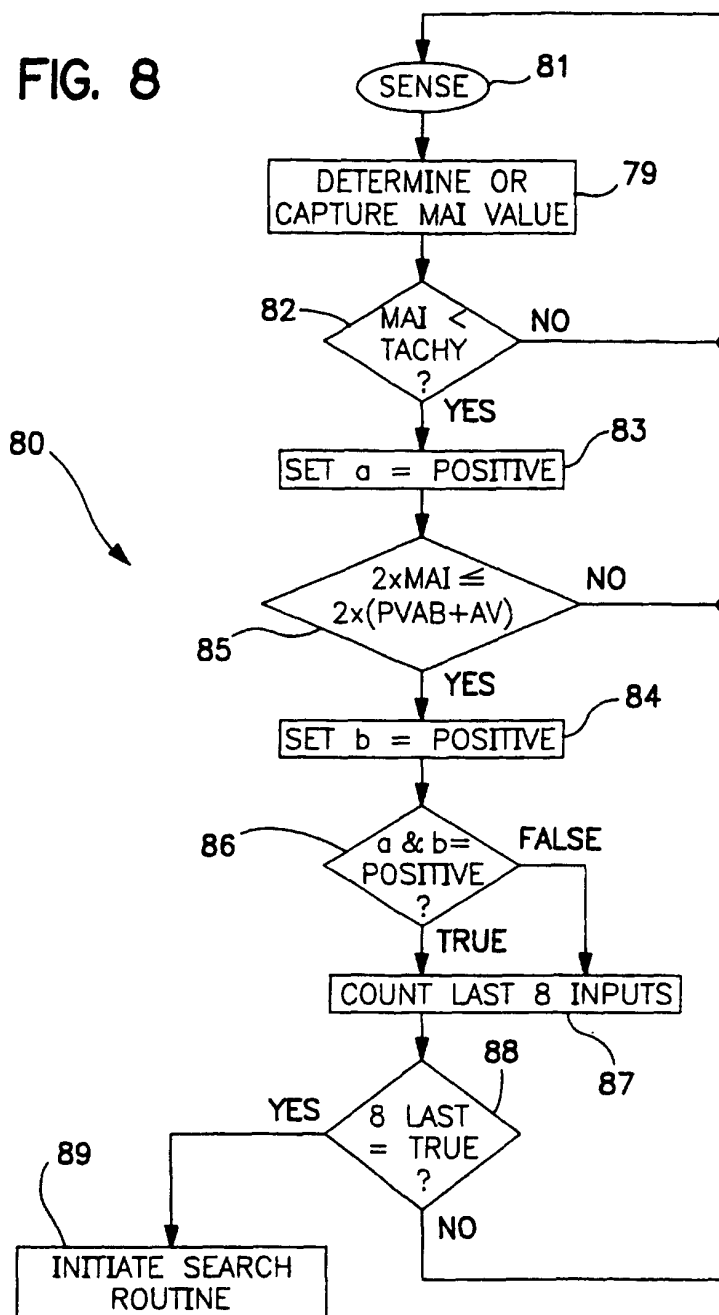 FIG. 8
SENSE
81
DETERMINE OR
CAPTURE MAI VALUE
79
82
MAI <
TACHY
?
NO
YES
80
SET a = POSITIVE
83
2xMAI ≤
2x(PVAB+AV)
NO
85
YES
84
SET b = POSITIVE
86
a & b=
POSITIVE
?
FALSE
TRUE
COUNT LAST 8 INPUTS
87
88
YES
8 LAST
= TRUE
?
89
NO
INITIATE SEARCH
ROUTINE